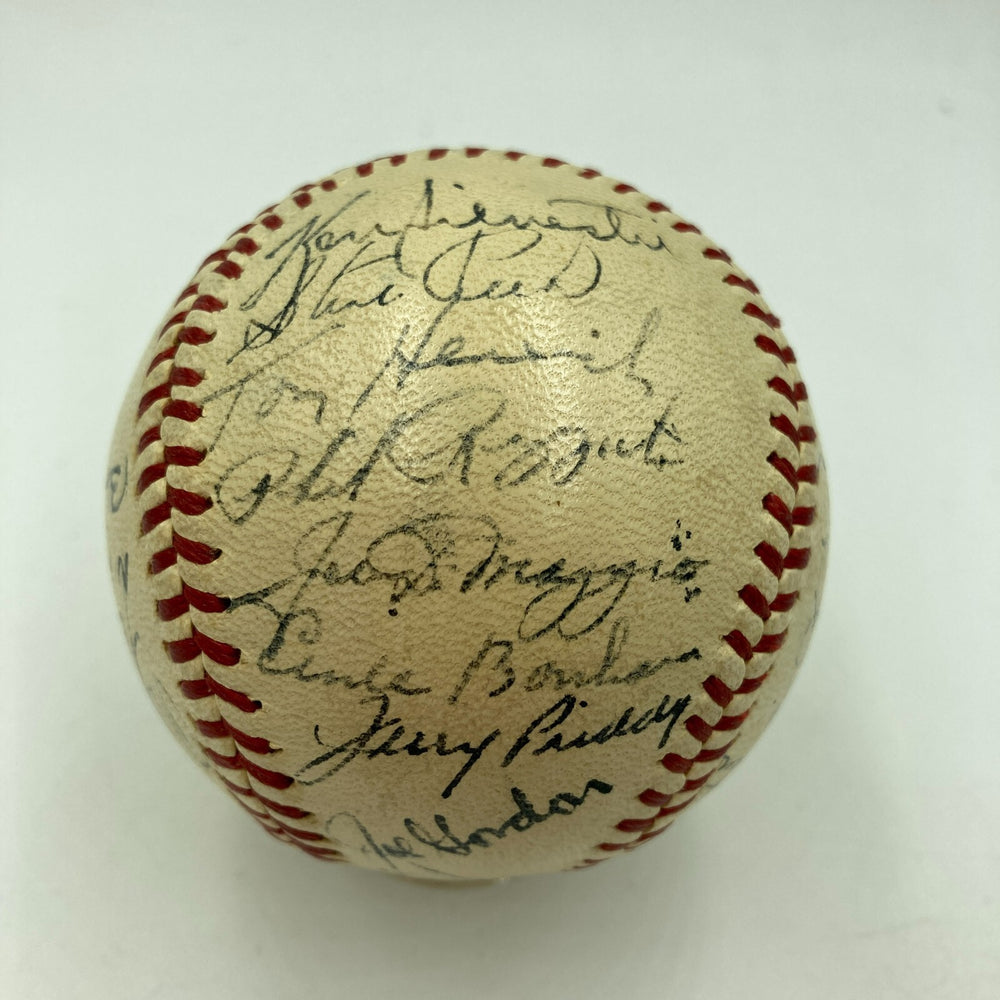 Ken Silvestri
Steve Peek
Tom Henrich
Phil Rizzuto
Joe DiMaggio
Ernie Bonham
Jerry Priddy
Joe Gordon